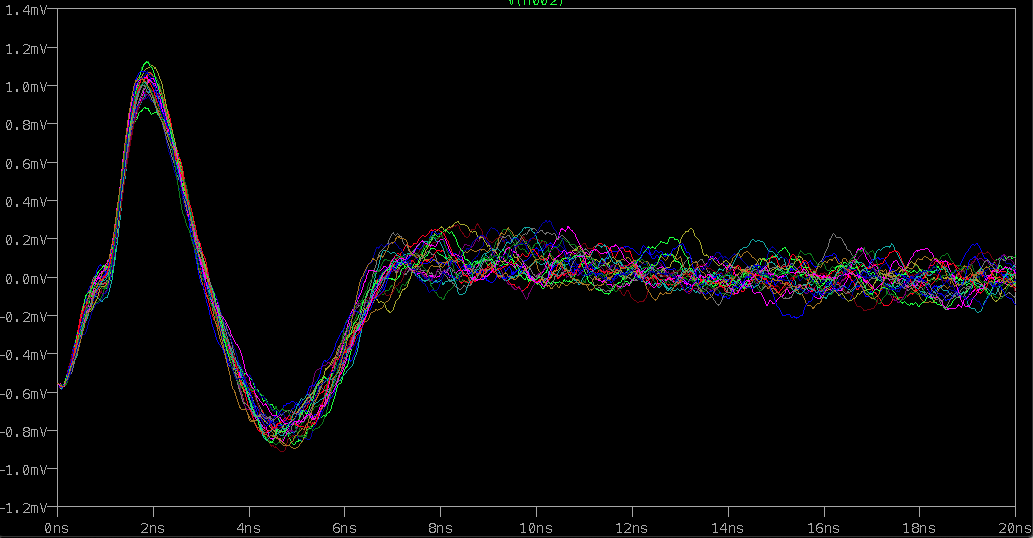 V(n002)
1.4mV
1.2mV
1.0mV
0.8mV
0.6mV
0.4mV
0.2mV
0.0mV
-0.2mV
-0.4mV
-0.6mV
-0.8mV
-1.0mV
-1.2mV
0ns 2ns 4ns 6ns 8ns 10ns 12ns 14ns 16ns 18ns 20ns